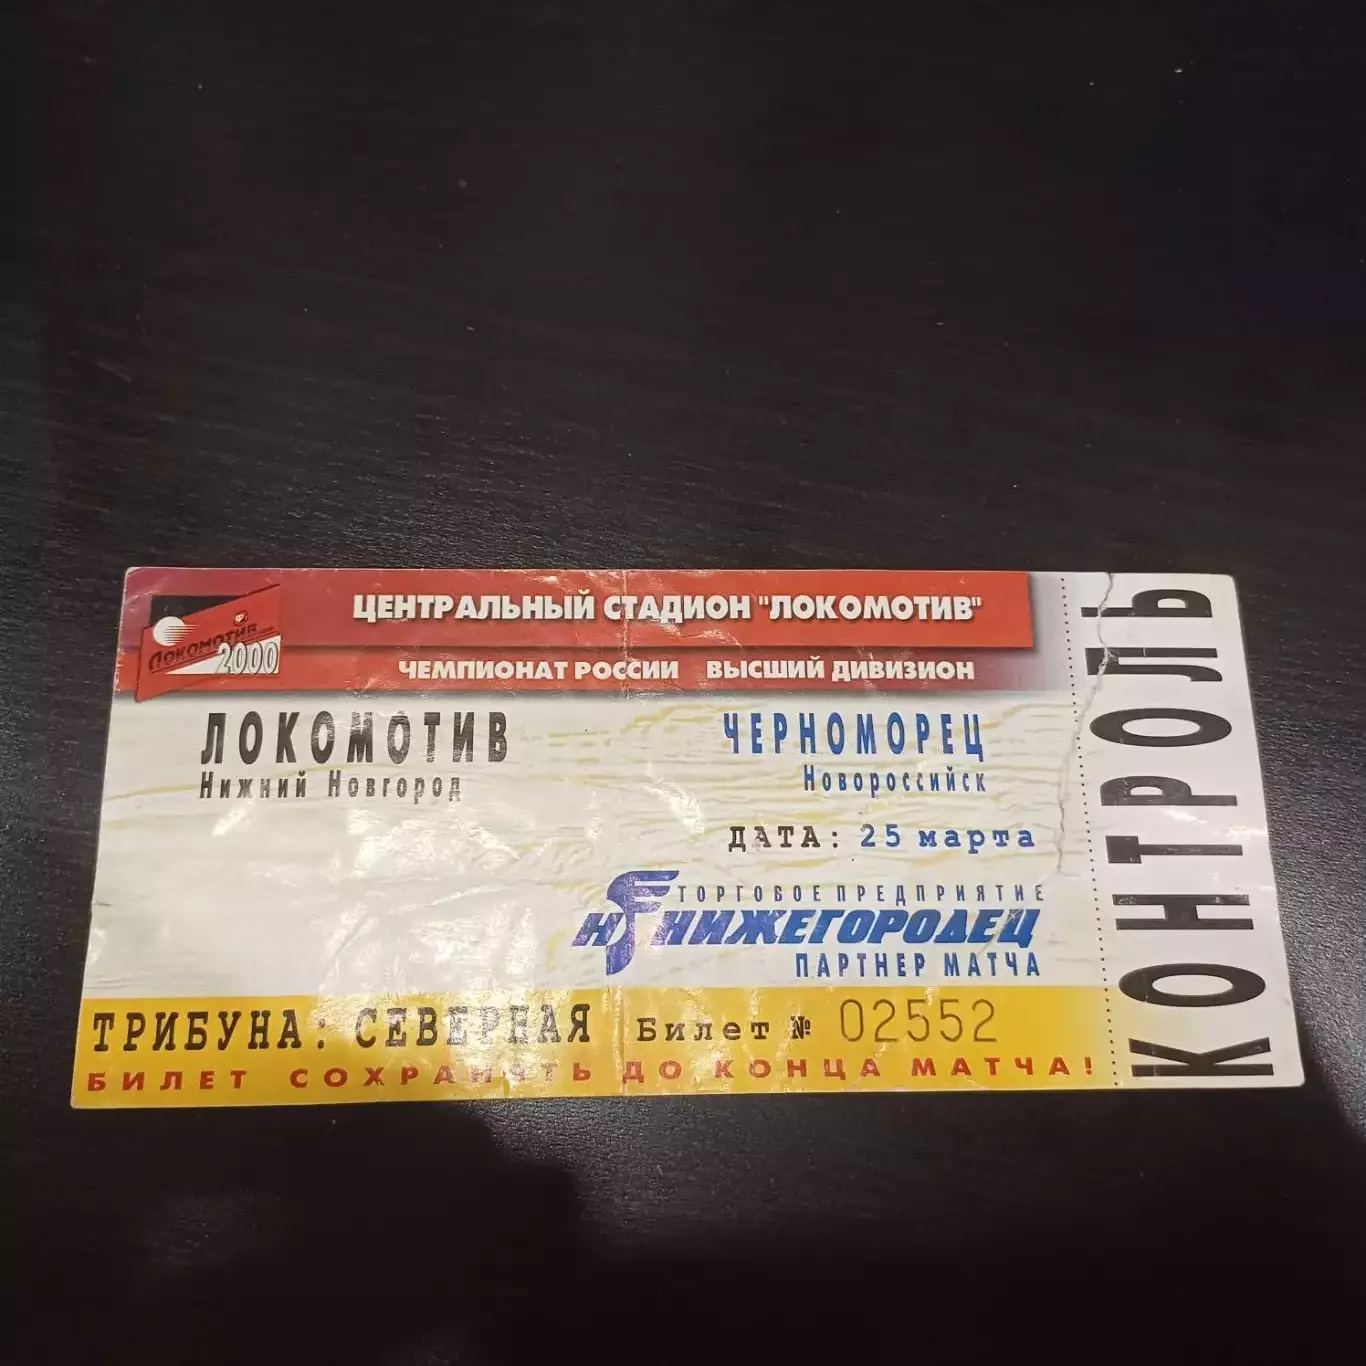 ЦЕНТРАЛЬНЫЙ СТАДИОН "ЛОКОМОТИВ"
ЛОКОМОТИВ
2000
ЧЕМПИОНАТ РОССИИ ВЫСШИЙ ДИВИЗИОН
ЛОКОМОТИВ
Нижний Новгород
ЧЕРНОМОРЕЦ
Новороссийск
ДАТА: 25 марта
ТОРГОВОЕ ПРЕДПРИЯТИЕ
НИЖЕГОРОДЕЦ
ПАРТНЕР МАТЧА
ТРИБУНА: СЕВЕРНАЯ Билет № 02552
БИЛЕТ СОХРАНЯТЬ ДО КОНЦА МАТЧА!
КОНТРОЛЬ